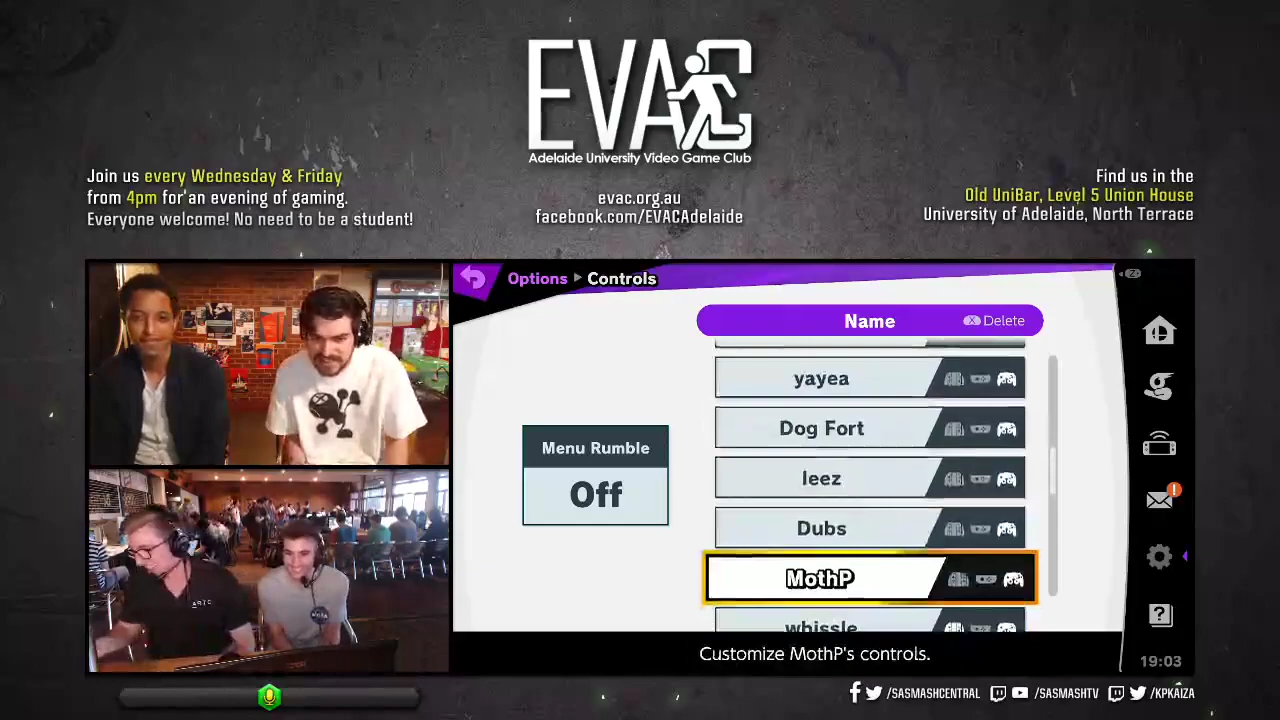 EVAC
Adelaide University Video Game Club
Join us every Wednesday & Friday
from 4pm for an evening of gaming.
Everyone welcome! No need to be a student!
evac.org.au
facebook.com/EVACAdelaide
Find us in the
Old UniBar, Level 5 Union House
University of Adelaide, North Terrace
Options ▸ Controls
Name
X Delete
yayea
Dog Fort
leez
Dubs
MothP
whissle
Menu Rumble
Off
Customize MothP's controls.
ZR
19:03
/SASMASHCENTRAL
/SASMASHTV
/KPKAIZA